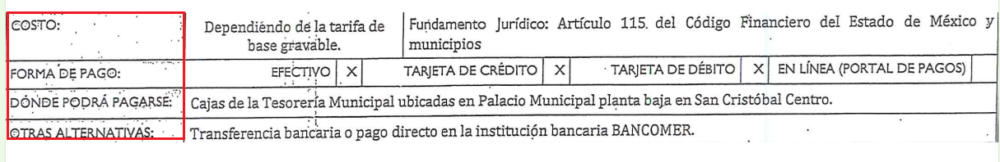 COSTO: Dependiendo de la tarifa de base gravable. Fundamento Jurídico: Artículo 115. del Código Financiero del Estado de México y municipios
FORMA DE PAGO: EFECTIVO X TARJETA DE CRÉDITO X TARJETA DE DÉBITO X EN LÍNEA (PORTAL DE PAGOS)
DÓNDE PODRÁ PAGARSE: Cajas de la Tesorería Municipal ubicadas en Palacio Municipal planta baja en San Cristóbal Centro.
OTRAS ALTERNATIVAS: Transferencia bancaria o pago directo en la institución bancaria BANCOMER.